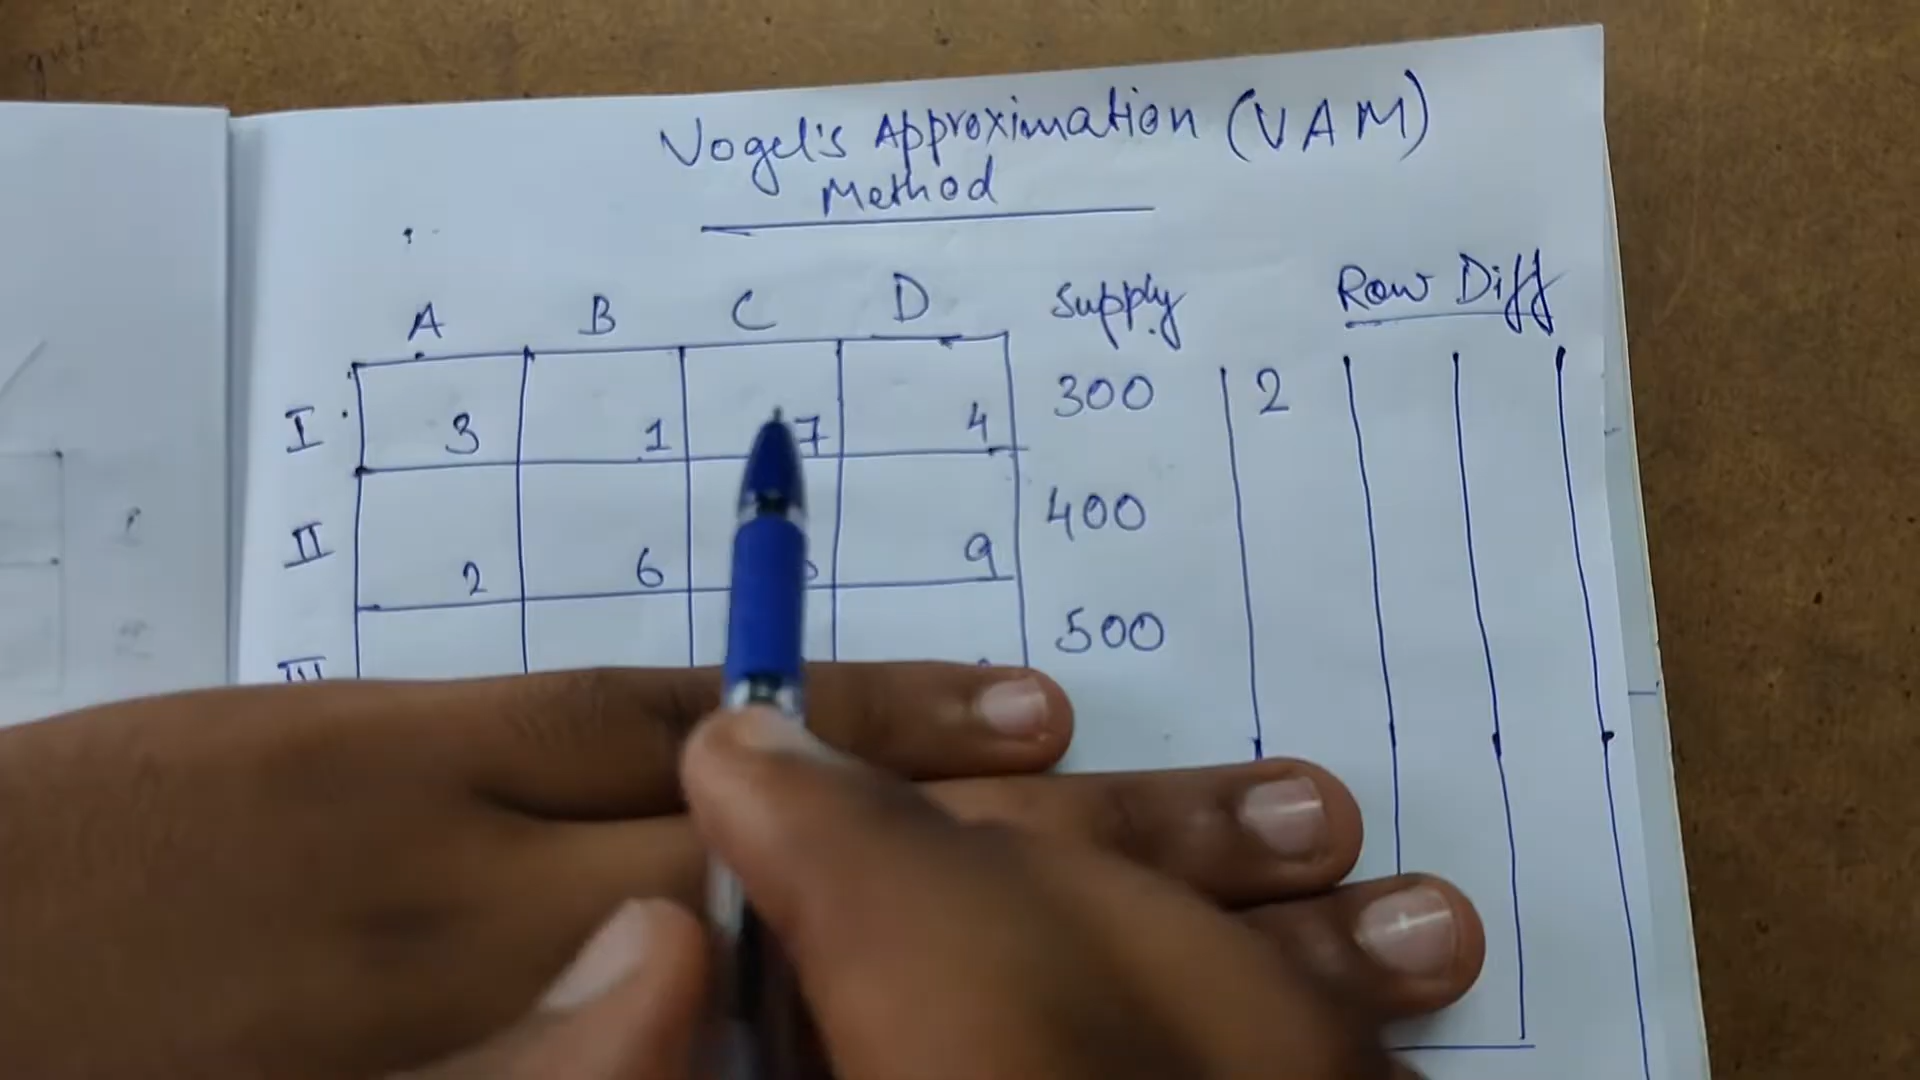 Vogel's Approximation (VAM)
Method
A B C D Supply Row Diff
I 3 1 7 4 300 2
II 2 6 9 400
III 500